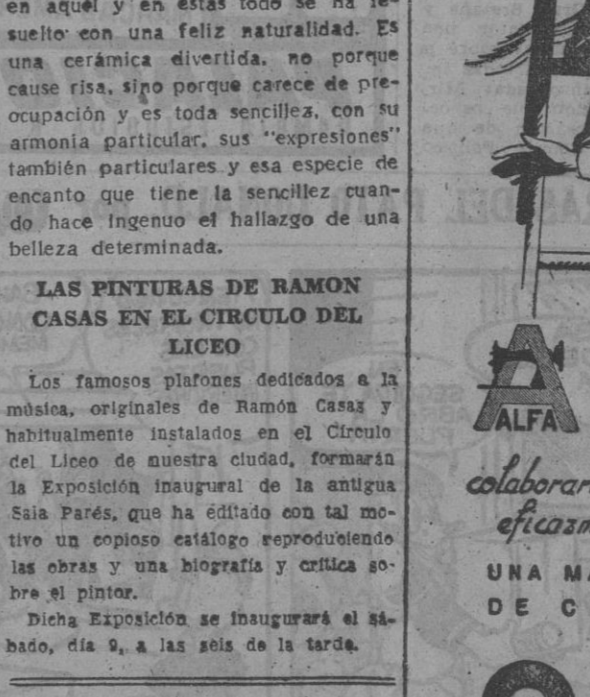 en aquel y en estas todo se ha re-
suelto con una feliz naturalidad. Es
una cerámica divertida, no porque
cause risa, sino porque carece de pre-
ocupación y es toda sencillez, con su
armonía particular, sus "expresiones"
también particulares y esa especie de
encanto que tiene la sencillez cuan-
do hace ingenuo el hallazgo de una
belleza determinada.
LAS PINTURAS DE RAMON
CASAS EN EL CIRCULO DEL
LICEO
Los famosos plafones dedicados a la
música, originales de Ramón Casas y
habitualmente instalados en el Círculo
del Liceo de nuestra ciudad, formarán
la Exposición inaugural de la antigua
Sala Parés, que ha editado con tal mo-
tivo un copioso catálogo reproduciendo
las obras y una biografía y crítica so-
bre el pintor.
Dicha Exposición se inaugurará el sá-
bado, día 9, a las seis de la tarde.
ALFA
colaborar
eficazm
UNA MA
DE C